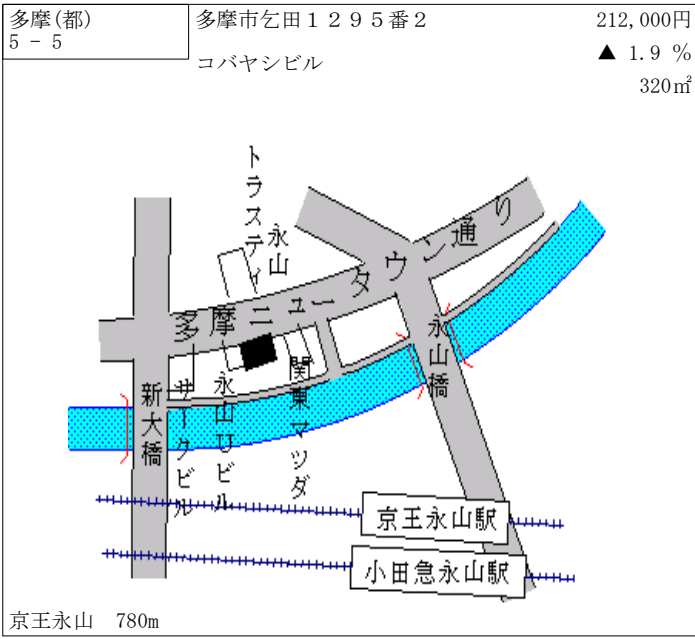 多摩(都)
5 - 5
多摩市乞田１２９５番２
コバヤシビル
212,000円
▲ 1.9 %
320㎡
トラスティ
永山
多摩ニュータウン通り
永山橋
新大橋
サークビル
永山Uビル
関東マツダ
京王永山駅
小田急永山駅
京王永山 780m